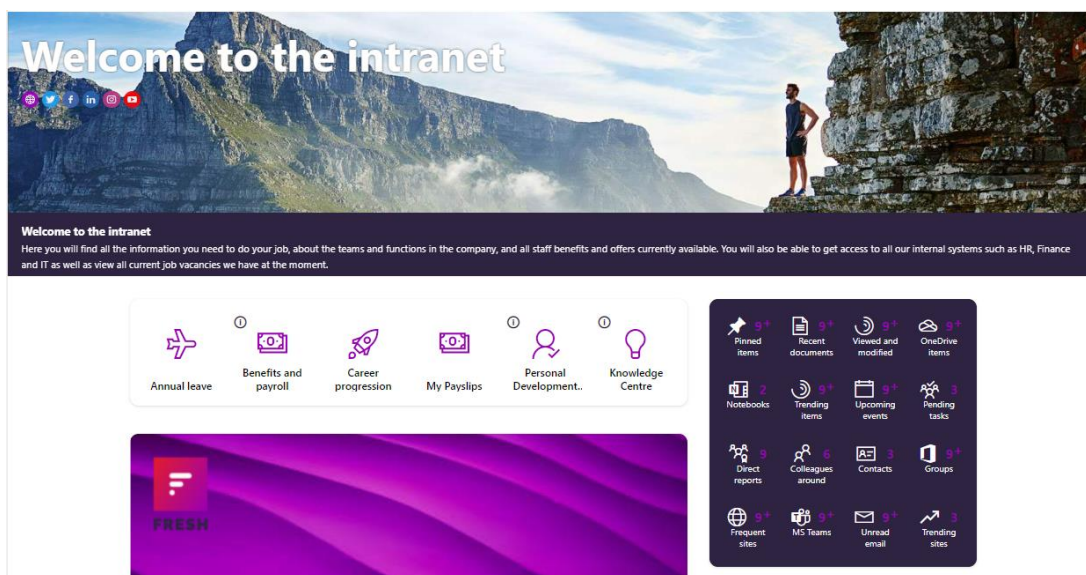 Welcome to the intranet
Welcome to the intranet
Here you will find all the information you need to do your job, about the teams and functions in the company, and all staff benefits and offers currently available. You will also be able to get access to all our internal systems such as HR, Finance
and IT as well as view all current job vacancies we have at the moment.
Annual leave
Benefits and
payroll
Career
progression
My Payslips
Personal
Development..
Knowledge
Centre
FRESH
9+
Pinned
items
9+
Recent
documents
9+
Viewed and
modified
9+
OneDrive
items
2
Notebooks
9+
Trending
items
9+
Upcoming
events
3
Pending
tasks
9
Direct
reports
6
Colleagues
around
3
Contacts
9+
Groups
9+
Frequent
sites
9+
MS Teams
9+
Unread
email
3
Trending
sites